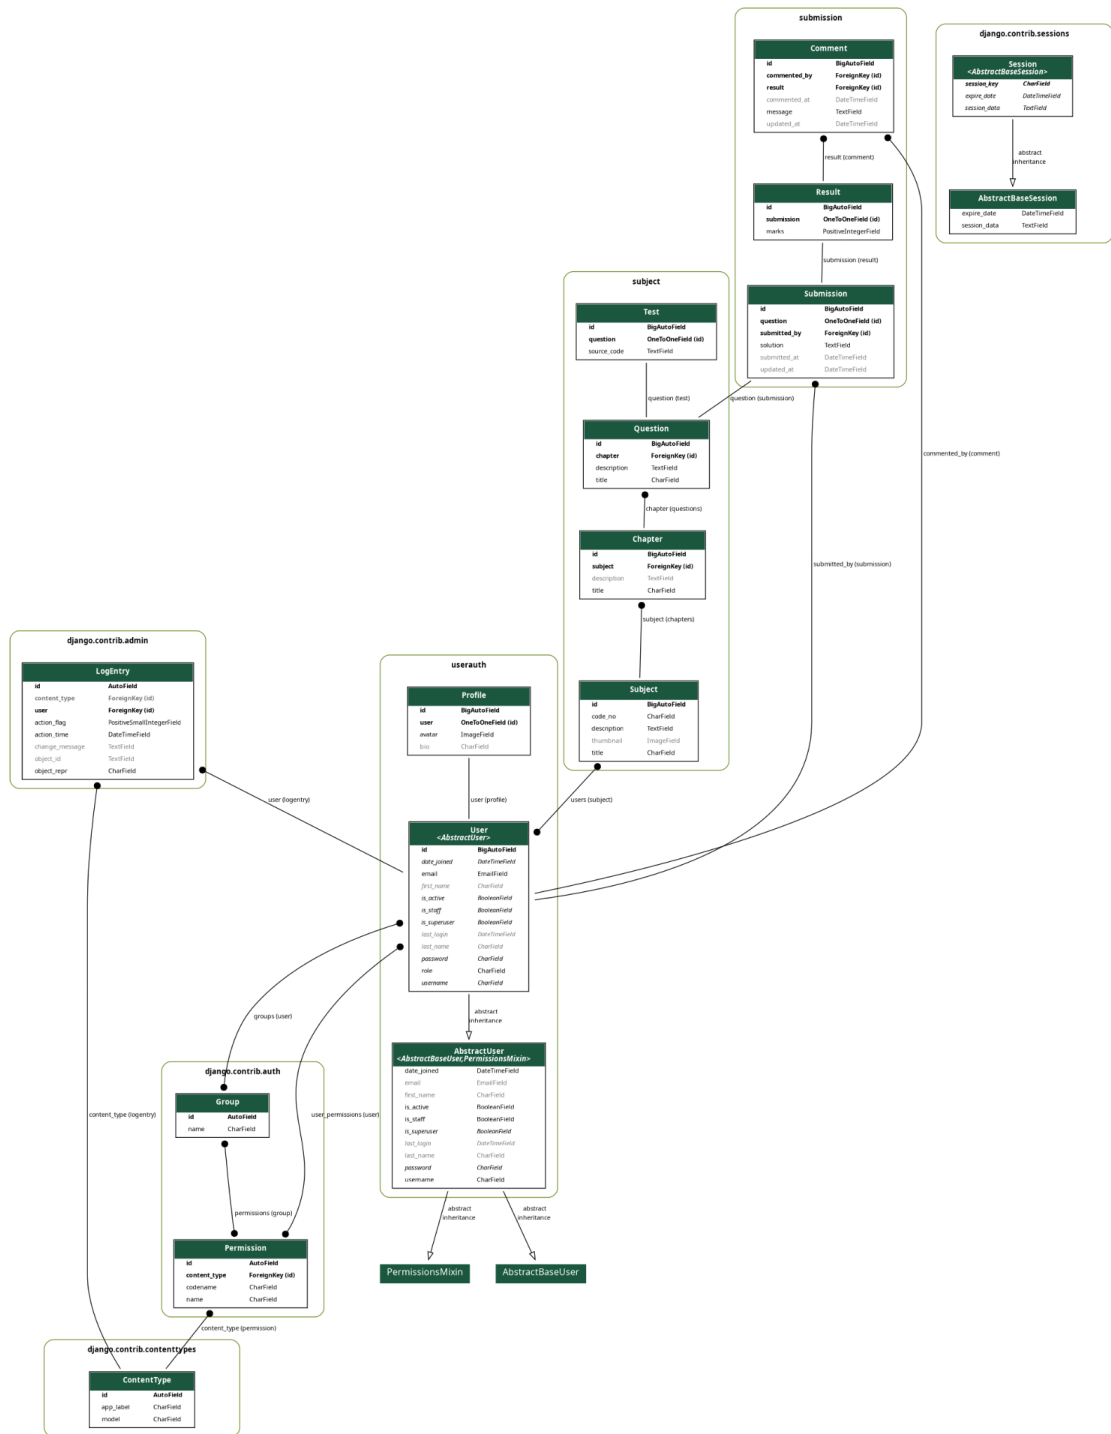 submission
Comment
id BigAutoField
commented_by ForeignKey (id)
result ForeignKey (id)
commented_at DateTimeField
message TextField
updated_at DateTimeField
result (comment)
Result
id BigAutoField
submission OneToOneField (id)
marks PositiveIntegerField
submission (result)
Submission
id BigAutoField
question OneToOneField (id)
submitted_by ForeignKey (id)
solution TextField
submitted_at DateTimeField
updated_at DateTimeField
django.contrib.sessions
Session
<AbstractBaseSession>
session_key CharField
expire_date DateTimeField
session_data TextField
abstract
inheritance
AbstractBaseSession
expire_date DateTimeField
session_data TextField
subject
Test
id BigAutoField
question OneToOneField (id)
source_code TextField
question (test)
question (submission)
Question
id BigAutoField
chapter ForeignKey (id)
description TextField
title CharField
commented_by (comment)
chapter (questions)
Chapter
id BigAutoField
subject ForeignKey (id)
description TextField
title CharField
submitted_by (submission)
subject (chapters)
Subject
id BigAutoField
code_no CharField
description TextField
thumbnail ImageField
title CharField
users (subject)
django.contrib.admin
LogEntry
id AutoField
content_type ForeignKey (id)
user ForeignKey (id)
action_flag PositiveSmallIntegerField
action_time DateTimeField
change_message TextField
object_id TextField
object_repr CharField
user (logentry)
userauth
Profile
id BigAutoField
user OneToOneField (id)
avatar ImageField
bio CharField
user (profile)
User
<AbstractUser>
id BigAutoField
date_joined DateTimeField
email EmailField
first_name CharField
is_active BooleanField
is_staff BooleanField
is_superuser BooleanField
last_login DateTimeField
last_name CharField
password CharField
role CharField
username CharField
abstract
inheritance
groups (user)
AbstractUser
<AbstractBaseUser,PermissionsMixin>
date_joined DateTimeField
email EmailField
first_name CharField
is_active BooleanField
is_staff BooleanField
is_superuser BooleanField
last_login DateTimeField
last_name CharField
password CharField
username CharField
abstract
inheritance
abstract
inheritance
PermissionsMixin
AbstractBaseUser
django.contrib.auth
Group
id AutoField
name CharField
content_type (logentry)
user_permissions (user)
permissions (group)
Permission
id AutoField
content_type ForeignKey (id)
codename CharField
name CharField
content_type (permission)
django.contrib.contenttypes
ContentType
id AutoField
app_label CharField
model CharField